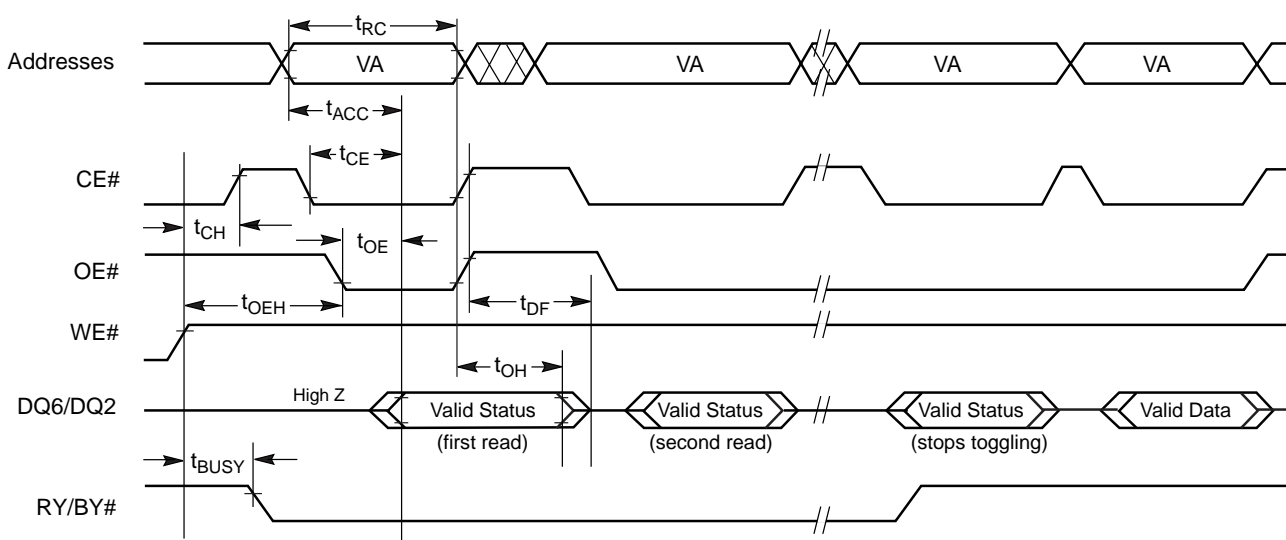 tRC
Addresses VA VA VA VA
tACC
tCE
CE#
tCH tOE
OE#
tOEH tDF
WE#
tOH
High Z
DQ6/DQ2 Valid Status Valid Status Valid Status Valid Data
(first read) (second read) (stops toggling)
tBUSY
RY/BY#